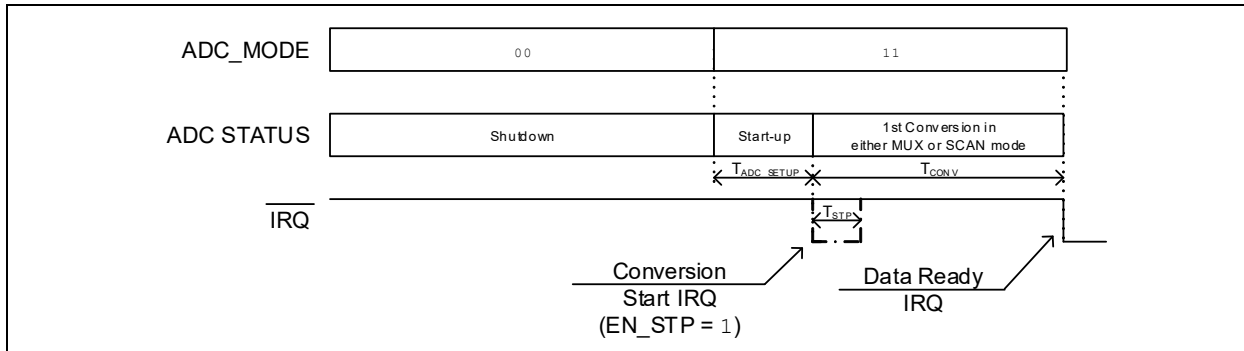 ADC_MODE
00
11
ADC STATUS
Shutdown
Start-up
1st Conversion in
either MUX or SCAN mode
TADC_SETUP
TCONV
IRQ
TSTP
Conversion
Start IRQ
(EN_STP = 1)
Data Ready
IRQ